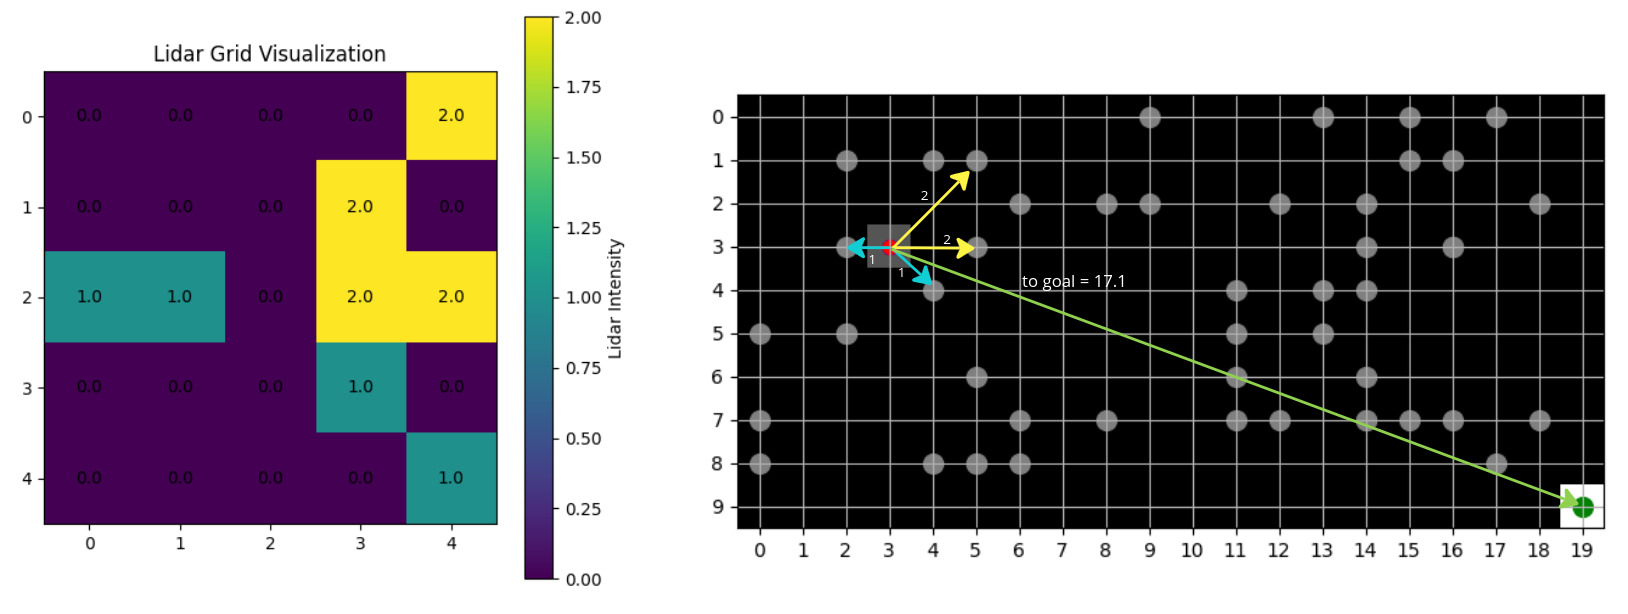 Lidar Grid Visualization
0 0.0 0.0 0.0 0.0 2.0
1 0.0 0.0 0.0 2.0 0.0
2 1.0 1.0 0.0 2.0 2.0
3 0.0 0.0 0.0 1.0 0.0
4 0.0 0.0 0.0 0.0 1.0
0 1 2 3 4
2.00
1.75
1.50
1.25
1.00
0.75
0.50
0.25
0.00
Lidar Intensity
0
1
2
3
4
5
6
7
8
9
2
2
1
1
to goal = 17.1
0 1 2 3 4 5 6 7 8 9 10 11 12 13 14 15 16 17 18 19